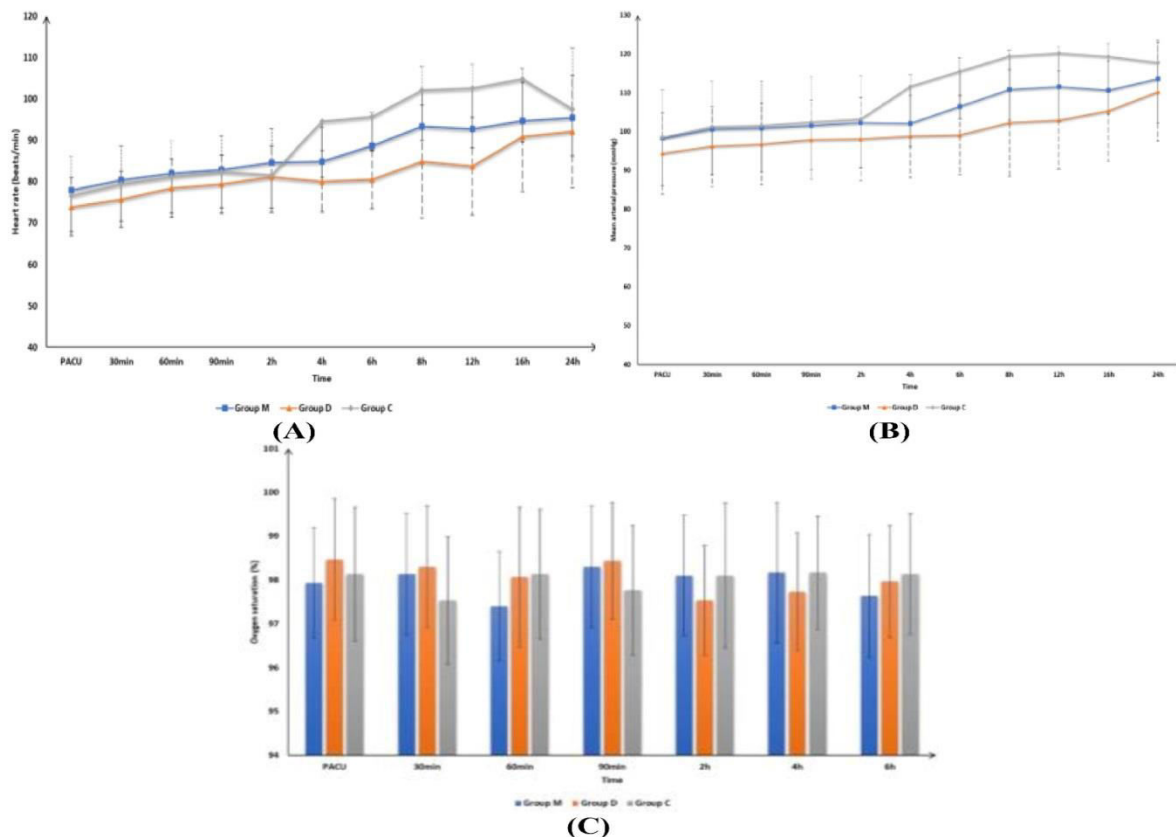 120
110
100
90
80
70
60
50
40
Heart rate (beats/min)
PACU 30min 60min 90min 2h 4h 6h 8h 12h 16h 24h
Time
Group M Group D Group C
(A)
130
120
110
100
90
80
70
60
50
40
Mean arterial pressure (mmHg)
PACU 30min 60min 90min 2h 4h 6h 8h 12h 16h 24h
Time
Group M Group D Group C
(B)
101
100
99
98
97
96
95
94
Oxygen saturation (%)
PACU 30min 60min 90min 2h 4h 6h
Time
Group M Group D Group C
(C)